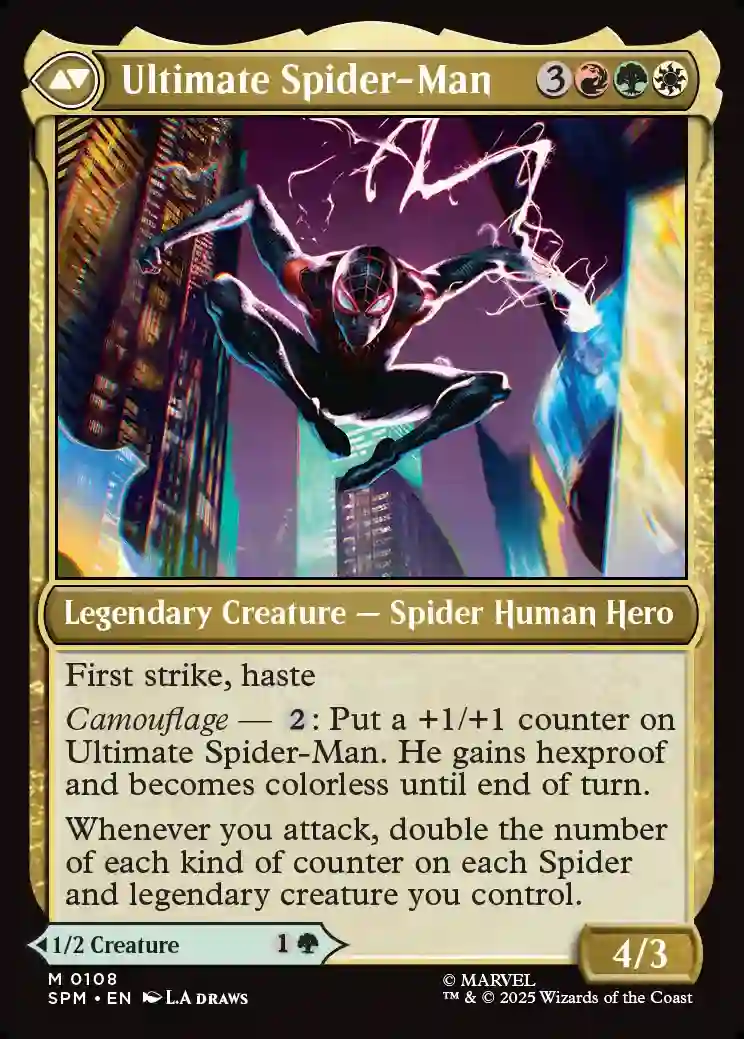 Ultimate Spider-Man 3
Legendary Creature — Spider Human Hero
First strike, haste
Camouflage — 2: Put a +1/+1 counter on
Ultimate Spider-Man. He gains hexproof
and becomes colorless until end of turn.
Whenever you attack, double the number
of each kind of counter on each Spider
and legendary creature you control.
1/2 Creature 1
4/3
M 0108
SPM • EN L.A DRAWS
© MARVEL
™ & © 2025 Wizards of the Coast